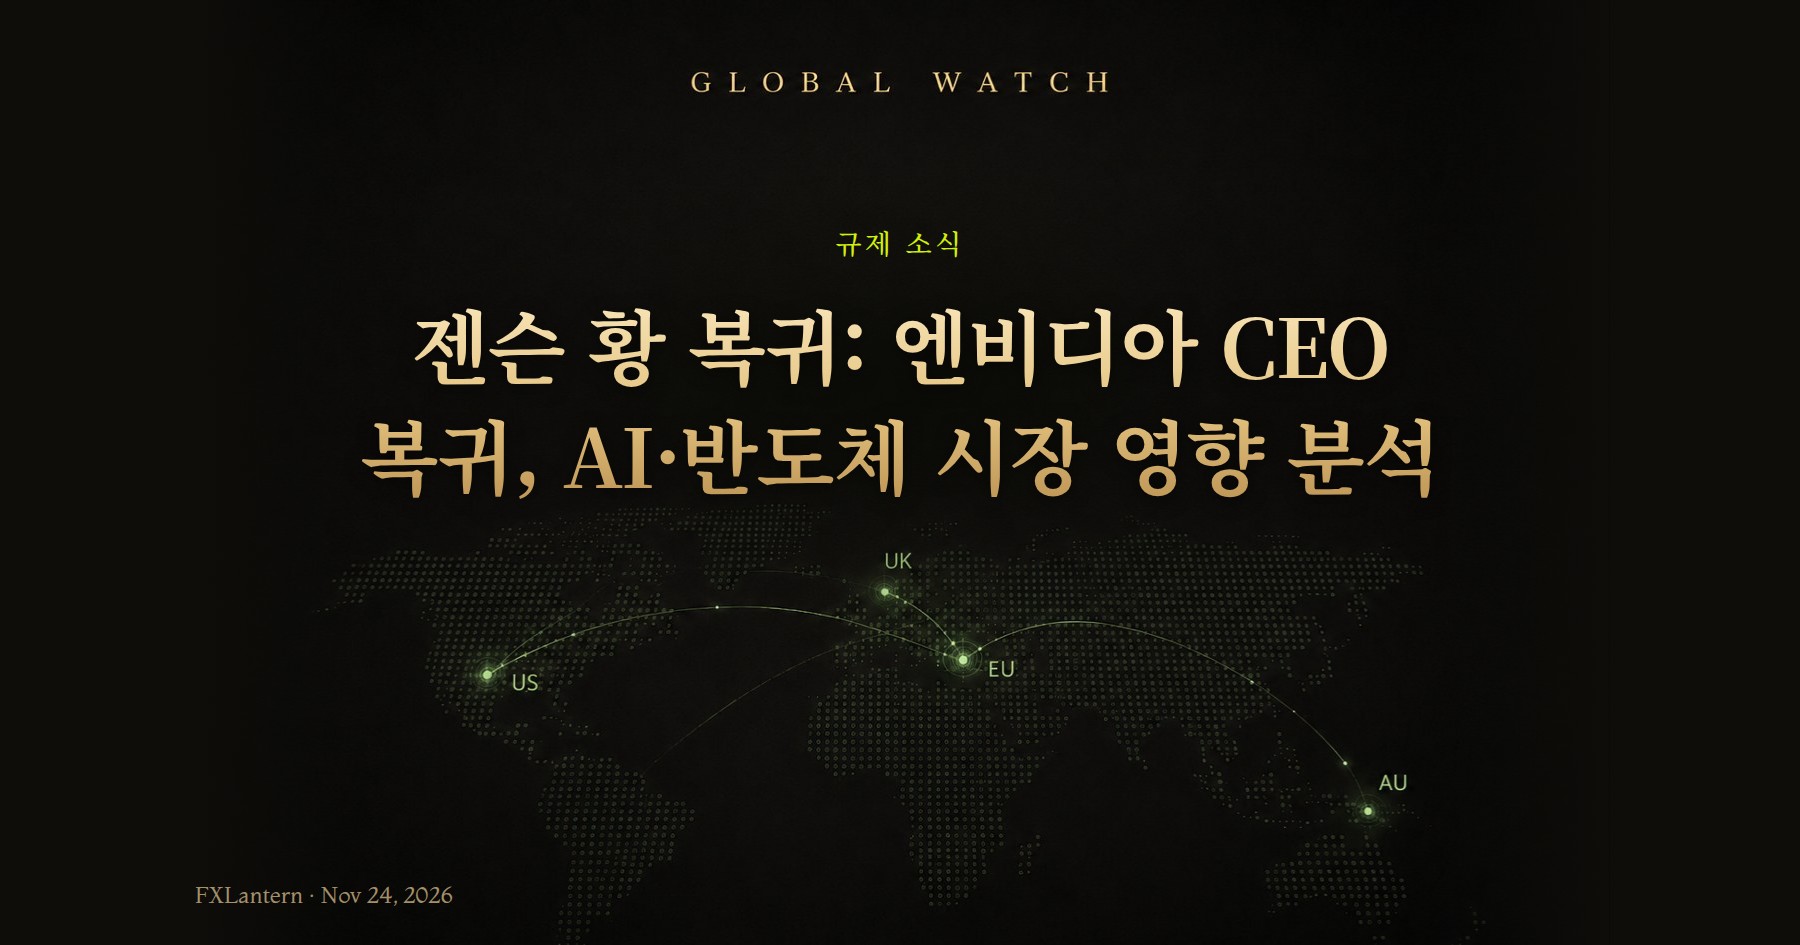 GLOBAL WATCH
규제 소식
젠슨 황 복귀: 엔비디아 CEO
복귀, AI·반도체 시장 영향 분석
UK
US
EU
AU
FXLantern · Nov 24, 2026